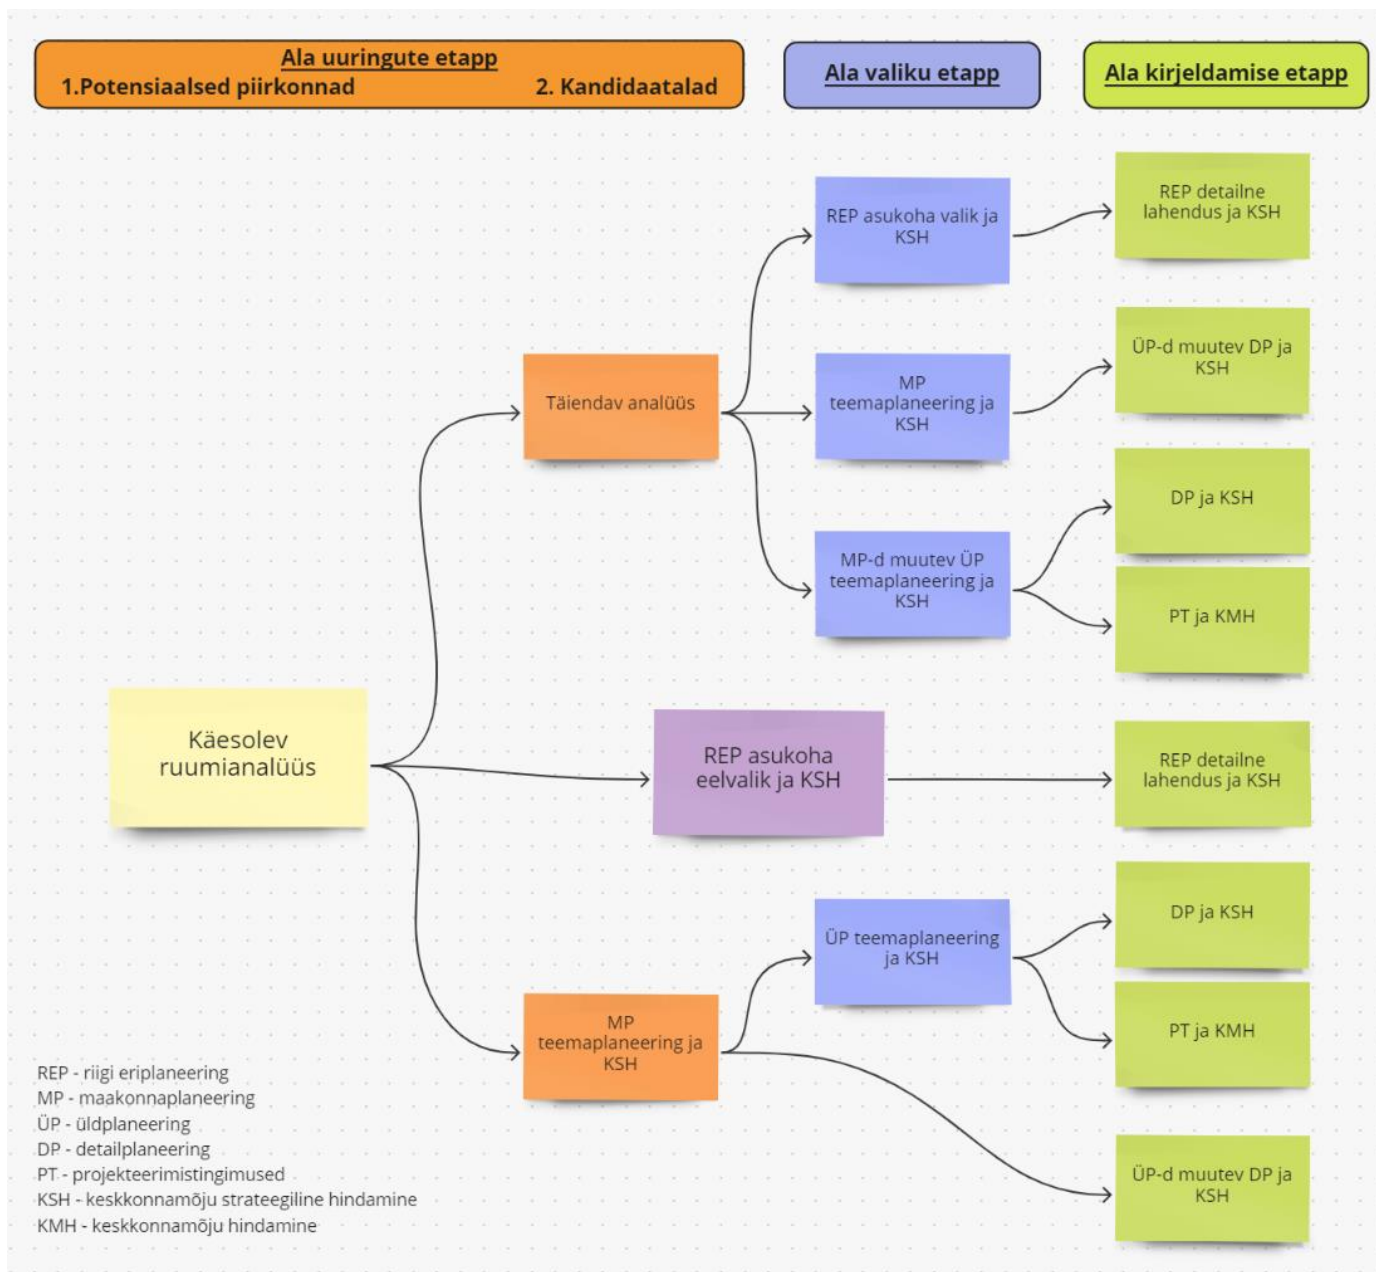 Ala uuringute etapp
1.Potensiaalsed piirkonnad
2. Kandidaatalad
Ala valiku etapp
Ala kirjeldamise etapp
REP asukoha valik ja
KSH
REP detailne
lahendus ja KSH
Täiendav analüüs
MP
teemaplaneering ja
KSH
ÜP-d muutev DP ja
KSH
MP-d muutev ÜP
teemaplaneering ja
KSH
DP ja KSH
PT ja KMH
Käesolev
ruumianalüüs
REP asukoha
eelvalik ja KSH
REP detailne
lahendus ja KSH
MP
teemaplaneering ja
KSH
ÜP teemaplaneering
ja KSH
DP ja KSH
PT ja KMH
ÜP-d muutev DP ja
KSH
REP - riigi eriplaneering
MP - maakonnaplaneering
ÜP - üldplaneering
DP - detailplaneering
PT - projekteerimistingimused
KSH - keskkonnamõju strateegiline hindamine
KMH - keskkonnamõju hindamine